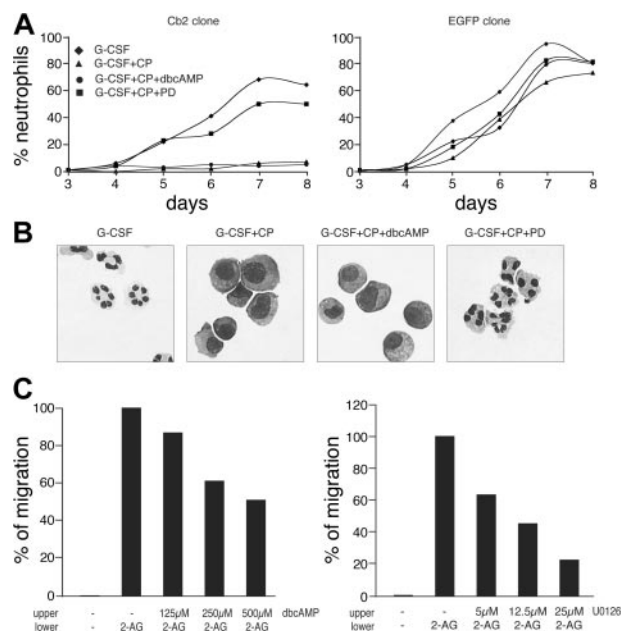 A
Cb2 clone
EGFP clone
100
G-CSF
G-CSF+CP
G-CSF+CP+dbcAMP
G-CSF+CP+PD
80
60
40
20
0
% neutrophils
3 4 5 6 7 8
days
100
80
60
40
20
0
3 4 5 6 7 8
days
B
G-CSF
G-CSF+CP
G-CSF+CP+dbcAMP
G-CSF+CP+PD
C
100
80
60
40
20
0
% of migration
upper - - 125µM 250µM 500µM dbcAMP
lower - 2-AG 2-AG 2-AG 2-AG
120
100
80
60
40
20
0
% of migration
upper - - 5µM 12.5µM 25µM U0126
lower - 2-AG 2-AG 2-AG 2-AG